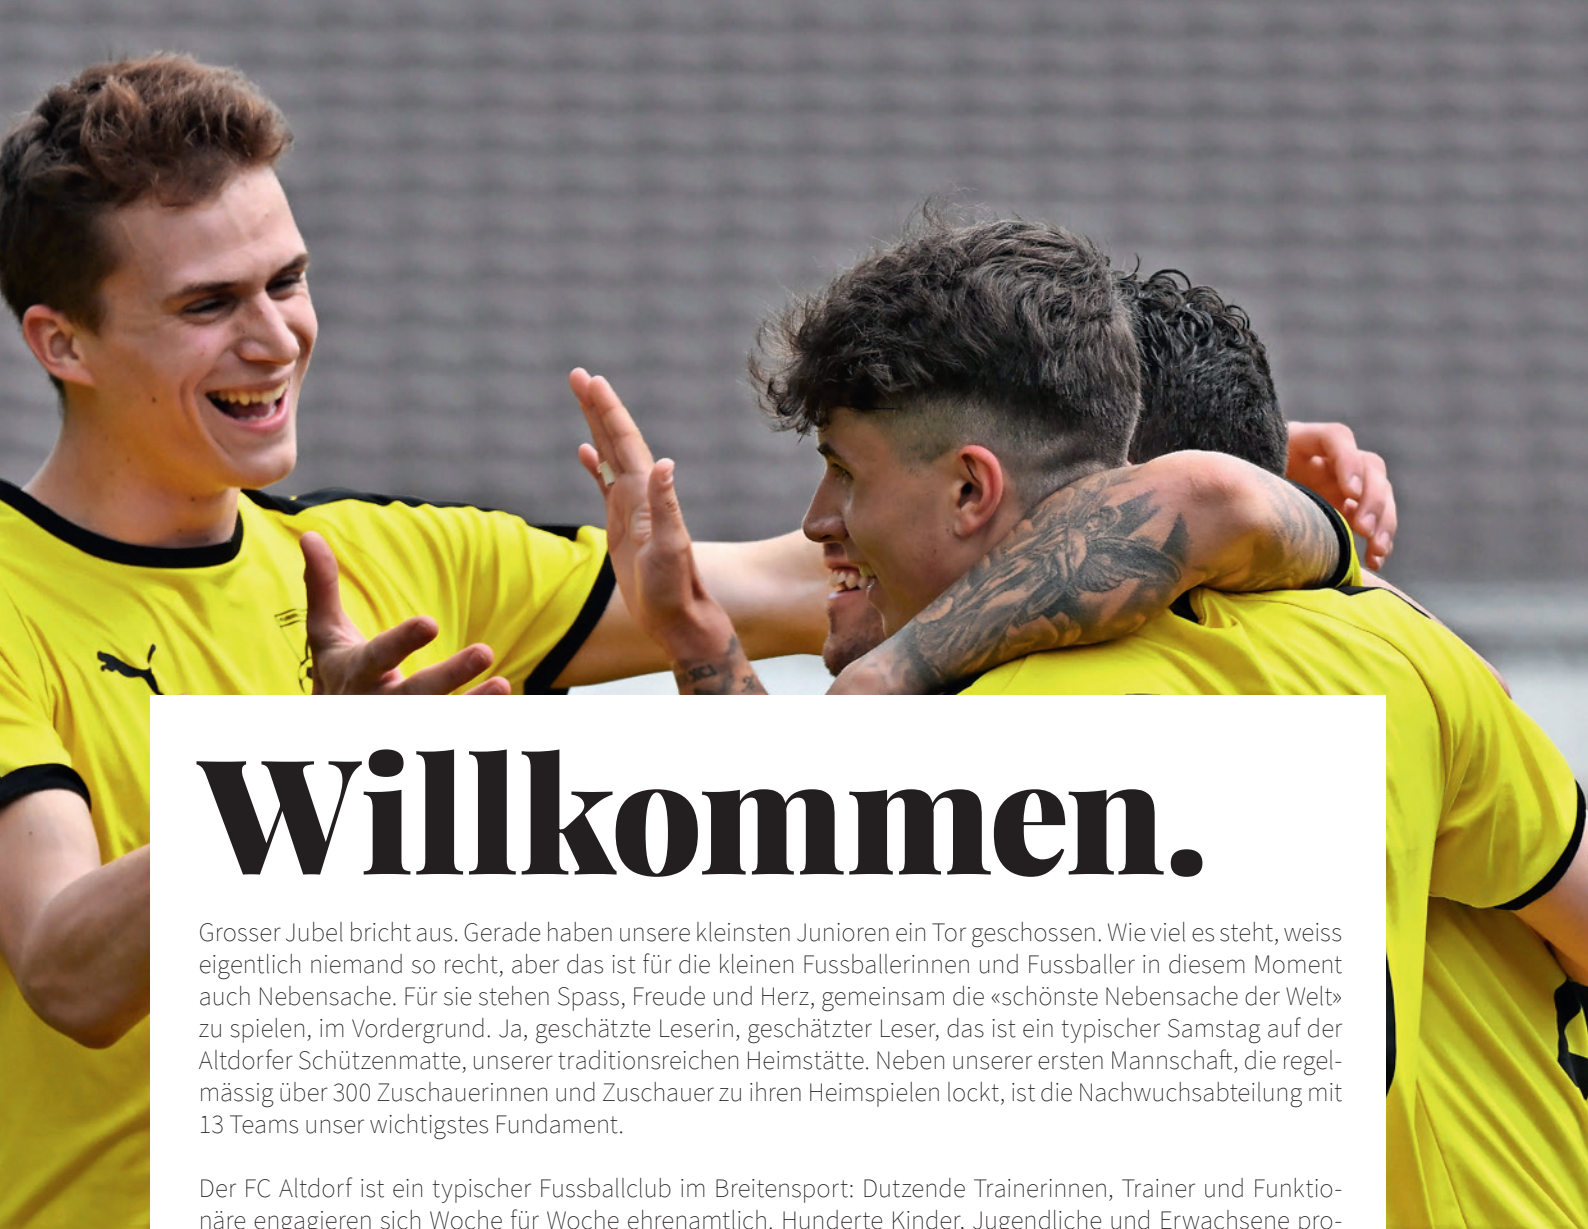 Willkommen.
Grosser Jubel bricht aus. Gerade haben unsere kleinsten Junioren ein Tor geschossen. Wie viel es steht, weiss
eigentlich niemand so recht, aber das ist für die kleinen Fussballerinnen und Fussballer in diesem Moment
auch Nebensache. Für sie stehen Spass, Freude und Herz, gemeinsam die «schönste Nebensache der Welt»
zu spielen, im Vordergrund. Ja, geschätzte Leserin, geschätzter Leser, das ist ein typischer Samstag auf der
Altdorfer Schützenmatte, unserer traditionsreichen Heimstätte. Neben unserer ersten Mannschaft, die regel-
mässig über 300 Zuschauerinnen und Zuschauer zu ihren Heimspielen lockt, ist die Nachwuchsabteilung mit
13 Teams unser wichtigstes Fundament.
Der FC Altdorf ist ein typischer Fussballclub im Breitensport: Dutzende Trainerinnen, Trainer und Funktio-
näre engagieren sich Woche für Woche ehrenamtlich. Hunderte Kinder, Jugendliche und Erwachsene pro-